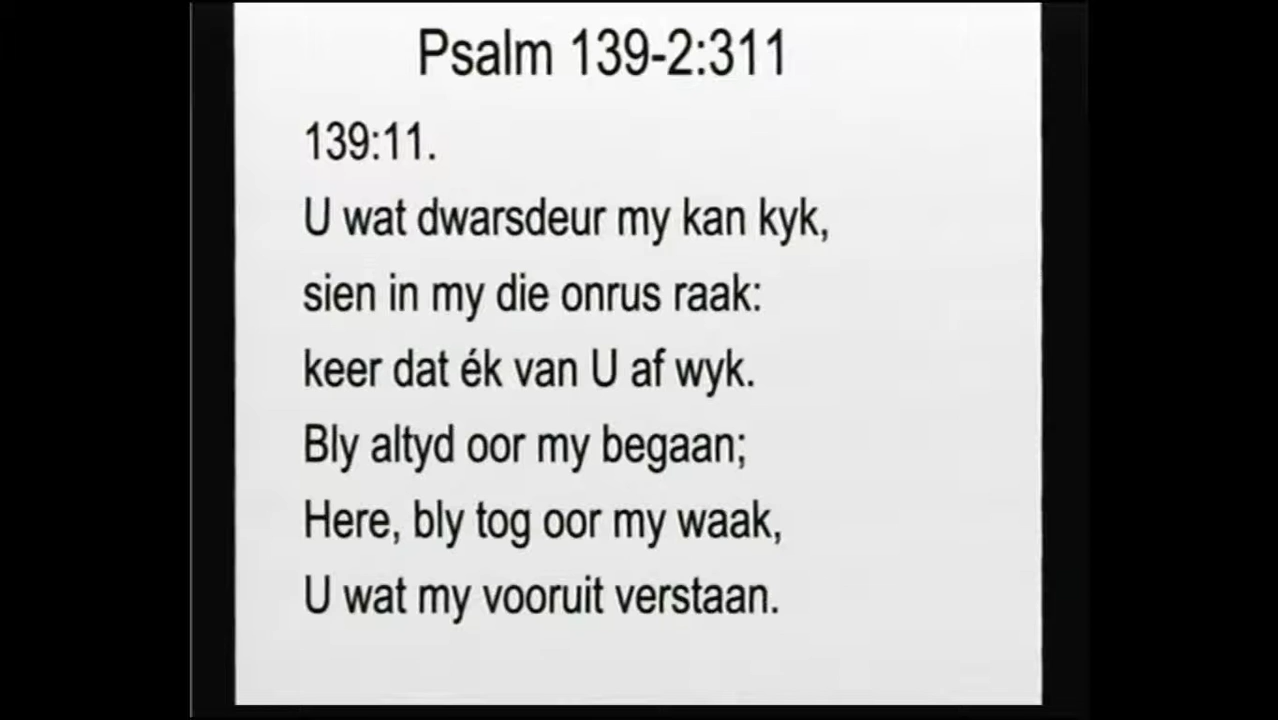 Psalm 139-2:311
139:11.
U wat dwarsdeur my kan kyk,
sien in my die onrus raak:
keer dat ék van U af wyk.
Bly altyd oor my begaan;
Here, bly tog oor my waak,
U wat my vooruit verstaan.